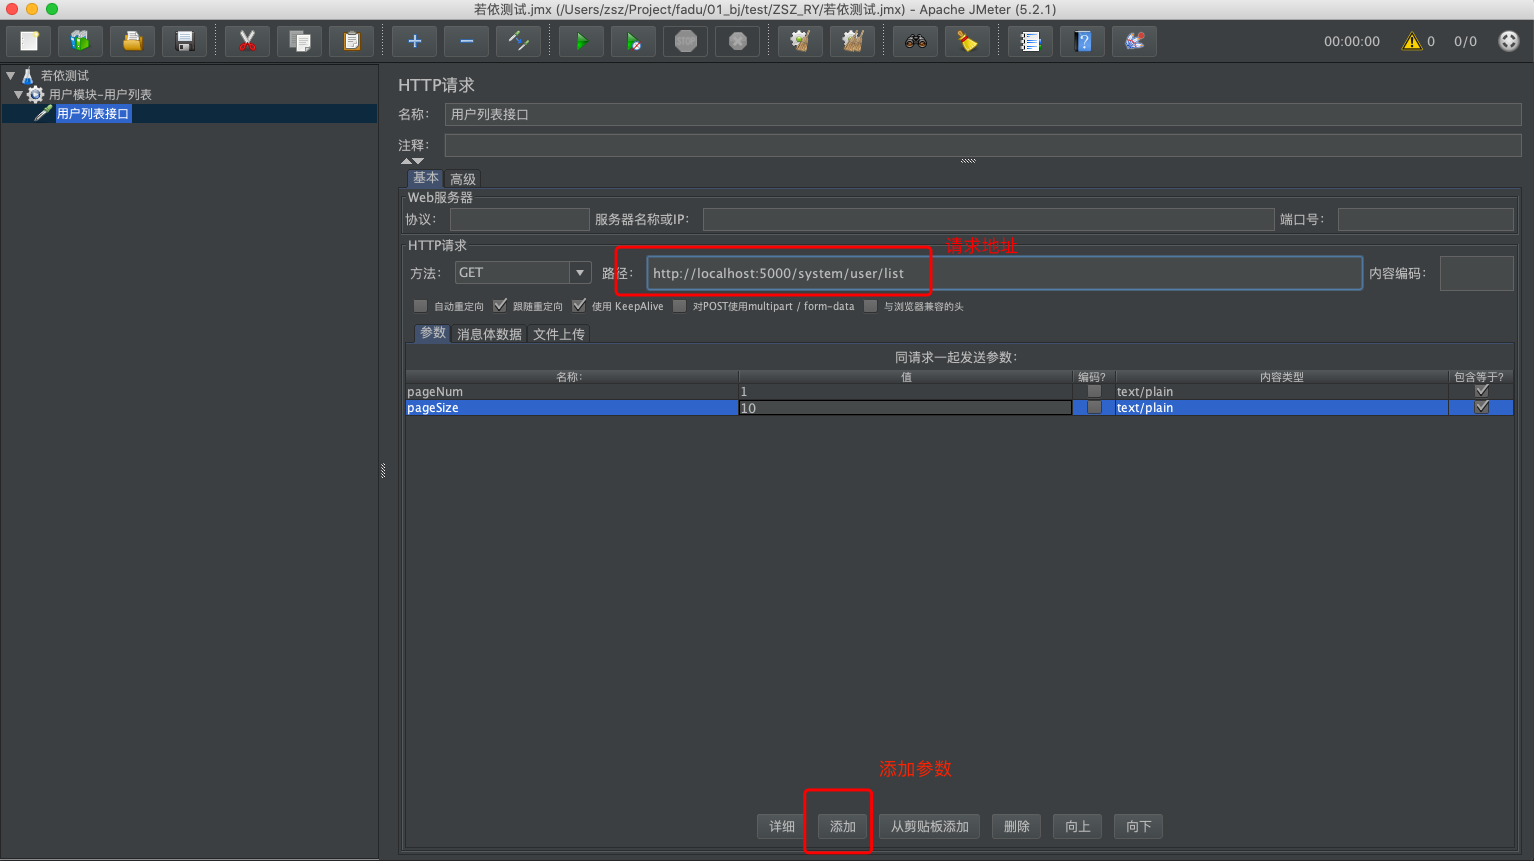 若依测试.jmx (/Users/zsz/Project/fadu/01_bj/test/ZSZ_RY/若依测试.jmx) - Apache JMeter (5.2.1)
STOP
00:00:00
0
0/0
若依测试
用户模块-用户列表
用户列表接口
HTTP请求
名称：
用户列表接口
注释：
基本 高级
Web服务器
协议： 服务器名称或IP： 端口号：
HTTP请求
请求地址
方法： GET 路径： http://localhost:5000/system/user/list 内容编码：
自动重定向 跟随重定向 使用 KeepAlive 对POST使用multipart / form-data 与浏览器兼容的头
参数 消息体数据 文件上传
同请求一起发送参数：
名称： 值 编码？ 内容类型 包含等于？
pageNum 1 text/plain
pageSize 10 text/plain
添加参数
详细 添加 从剪贴板添加 删除 向上 向下